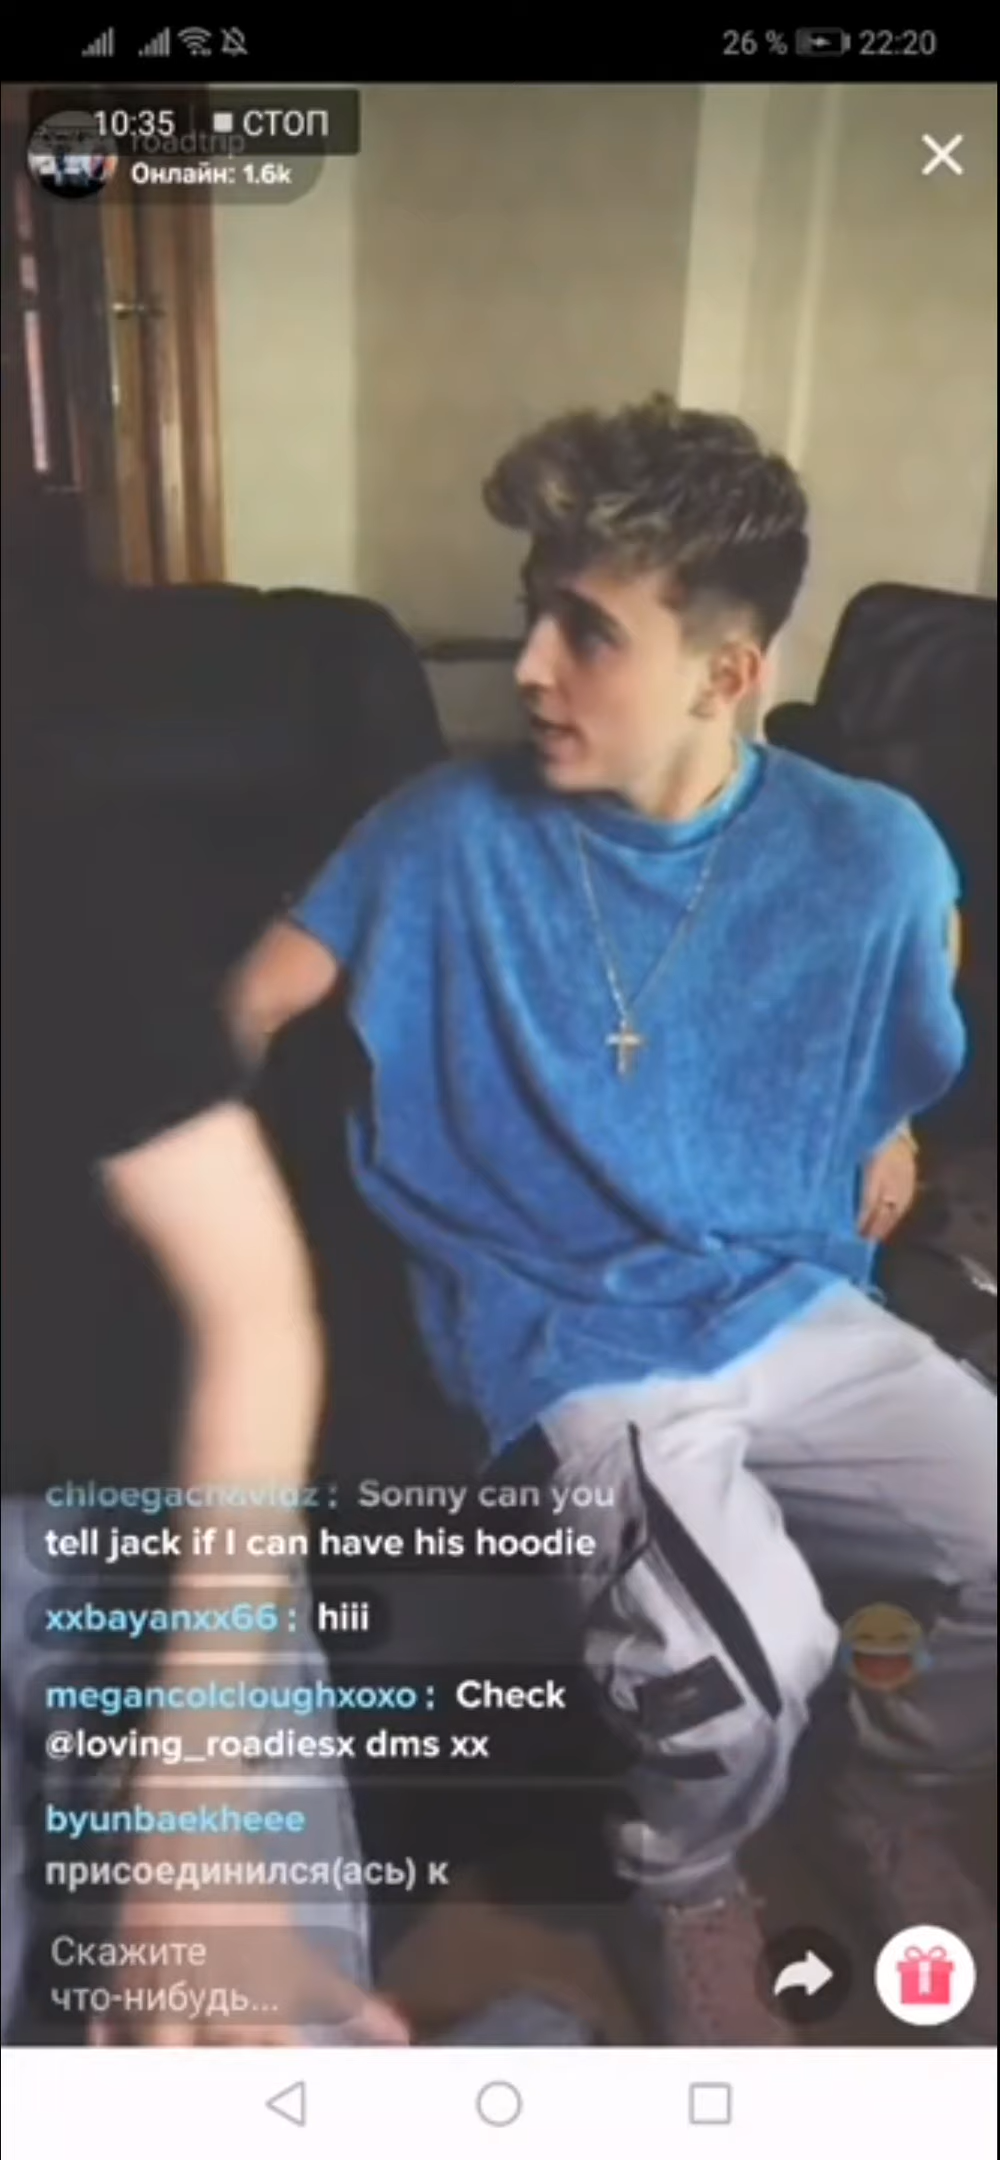 26 % 22:20
10:35 СТОП
roadtrip
Онлайн: 1.6k
Sonny can you
tell jack if I can have his hoodie
xxbayanxx66 : hiii
megancolcloughxoxo : Check
@loving_roadiesx dms xx
byunbaekheee
присоединился(ась) к
Скажите
что-нибудь...